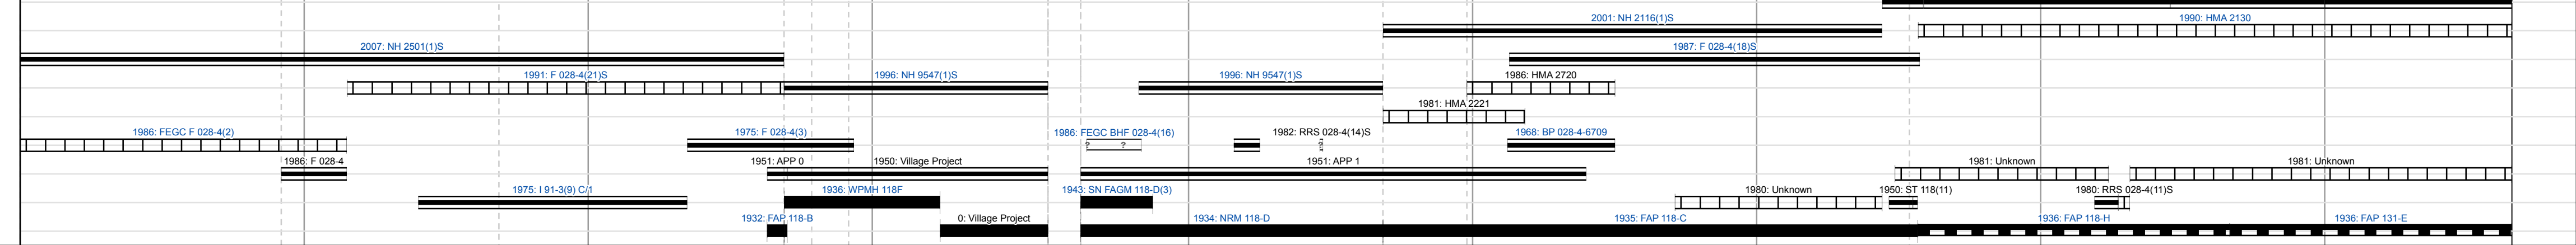 2001: NH 2116(1)S 1990: HMA 2130
2007: NH 2501(1)S 1987: F 028-4(18)S
1991: F 028-4(21)S 1996: NH 9547(1)S 1996: NH 9547(1)S 1986: HMA 2720
1981: HMA 2221
1986: FEGC F 028-4(2) 1975: F 028-4(3) 1986: FEGC BHF 028-4(16) 1982: RRS 028-4(14)S 1968: BP 028-4-6709
? ?
1986: F 028-4 1951: APP 0 1950: Village Project 1951: APP 1 1981: Unknown 1981: Unknown
1975: I 91-3(9) C/1 1936: WPMH 118F 1943: SN FAGM 118-D(3) 1980: Unknown 1950: ST 118(11) 1980: RRS 028-4(11)S
1932: FAP 118-B 0: Village Project 1934: NRM 118-D 1935: FAP 118-C 1936: FAP 118-H 1936: FAP 131-E